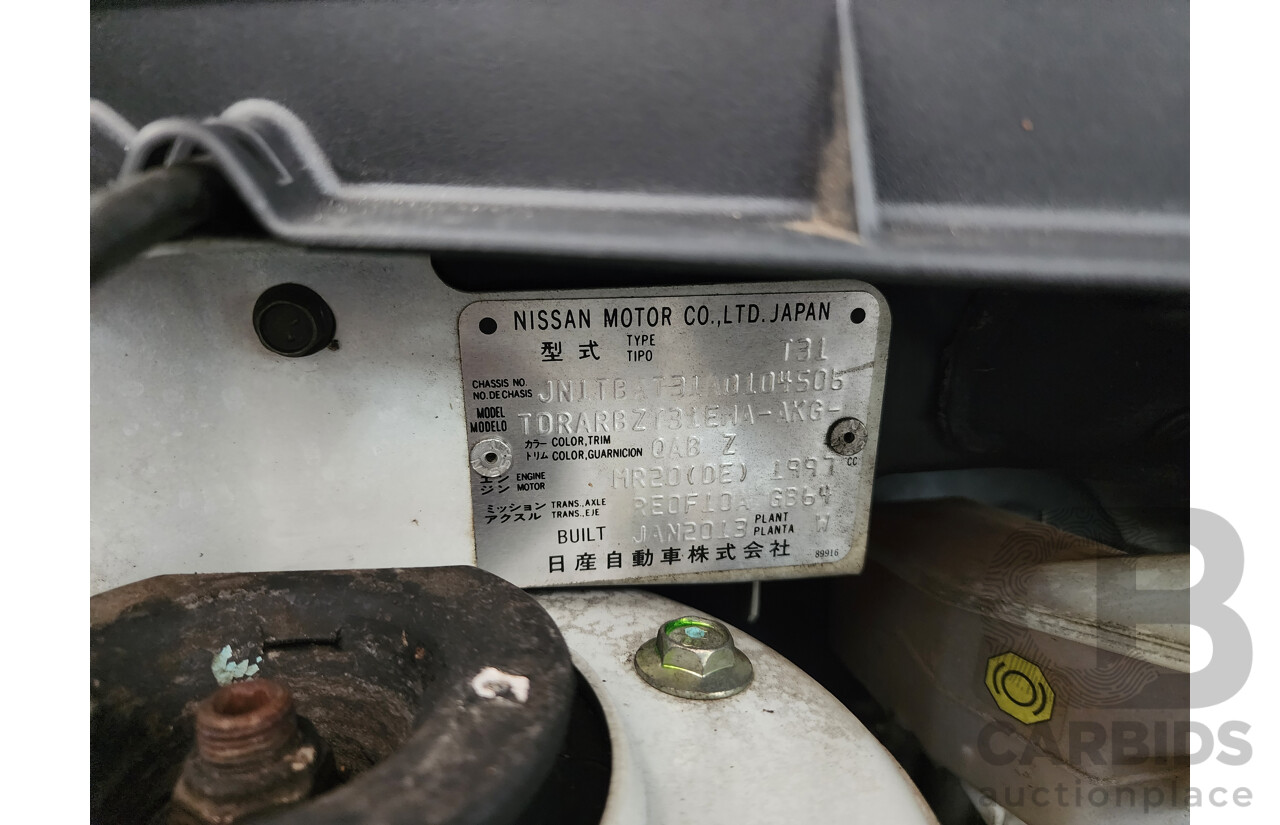 NISSAN MOTOR CO.,LTD. JAPAN
型式 TYPE TIPO T31
CHASSIS NO. NO. DE CHASIS JN1TBAT31A0104506
MODEL MODELO TDRARBZT31ENA-AKG-
カラー COLOR,TRIM
トリム COLOR,GUARNICION QAB Z
エンジン ENGINE MOTOR MR20(DE) 1997 CC
ミッション TRANS.,AXLE
アクスル TRANS.,EJE RE0F10A GB64
BUILT JAN2013 PLANT PLANTA W
日産自動車株式会社 89916
B
CARBIDS
auctionplace